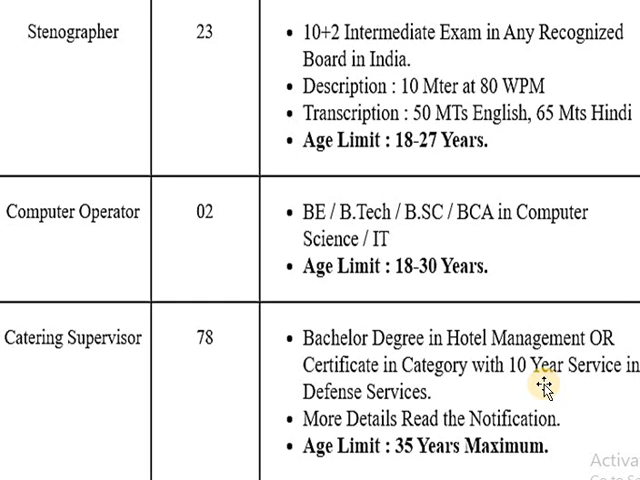 Stenographer
23
10+2 Intermediate Exam in Any Recognized
Board in India.
Description : 10 Mter at 80 WPM
Transcription : 50 MTs English, 65 Mts Hindi
Age Limit : 18-27 Years.
Computer Operator
02
BE / B.Tech / B.SC / BCA in Computer
Science / IT
Age Limit : 18-30 Years.
Catering Supervisor
78
Bachelor Degree in Hotel Management OR
Certificate in Category with 10 Year Service in
Defense Services.
More Details Read the Notification.
Age Limit : 35 Years Maximum.
Activa